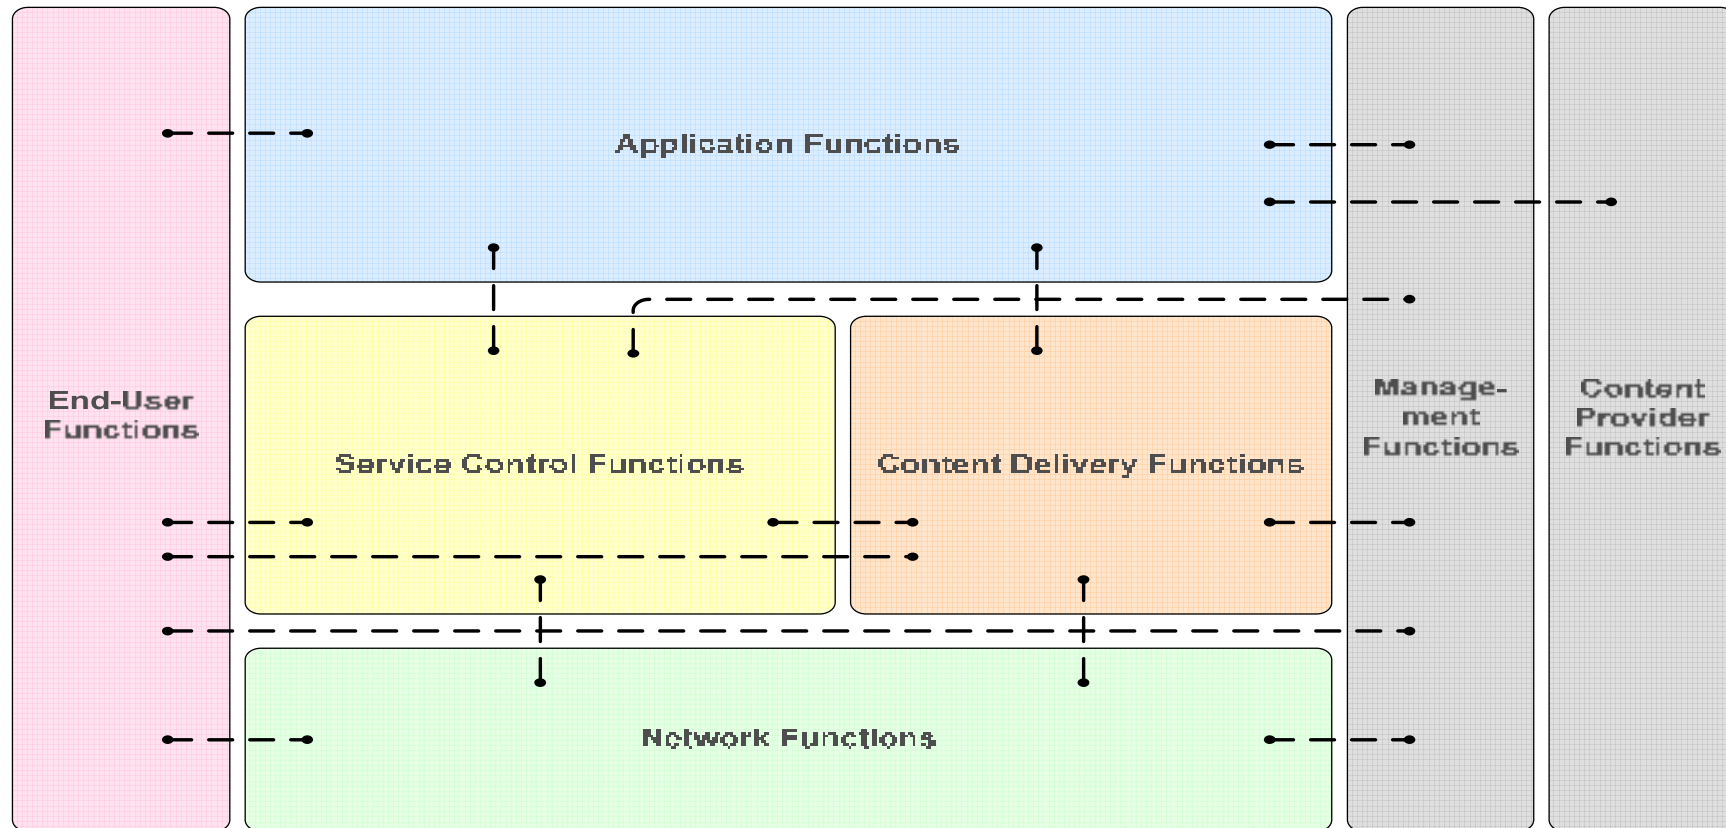 Application Functions
End-User
Functions
Manage-
ment
Functions
Content
Provider
Functions
Service Control Functions
Content Delivery Functions
Network Functions